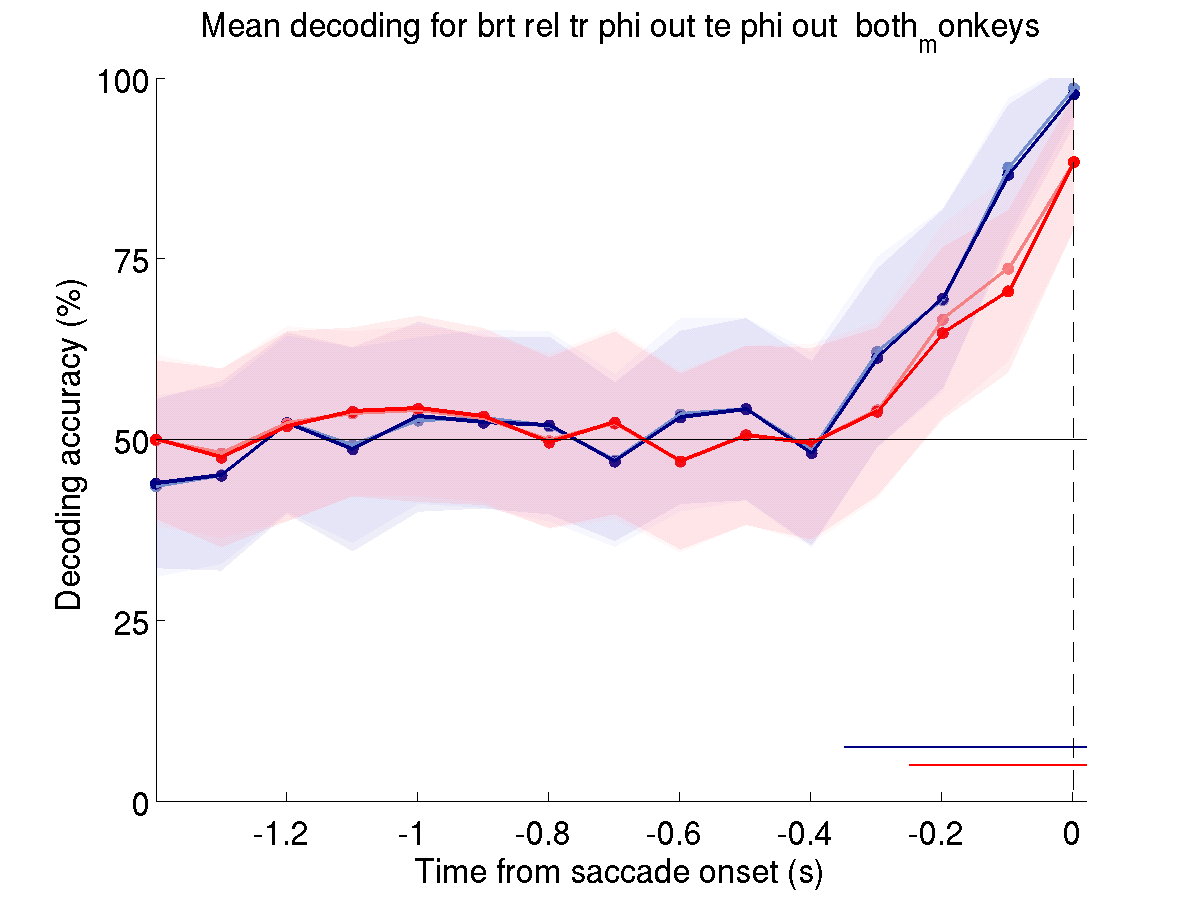 Mean decoding for brt rel tr phi out te phi out both_monkeys
100
75
50
25
0
Decoding accuracy (%)
-1.2 -1 -0.8 -0.6 -0.4 -0.2 0
Time from saccade onset (s)